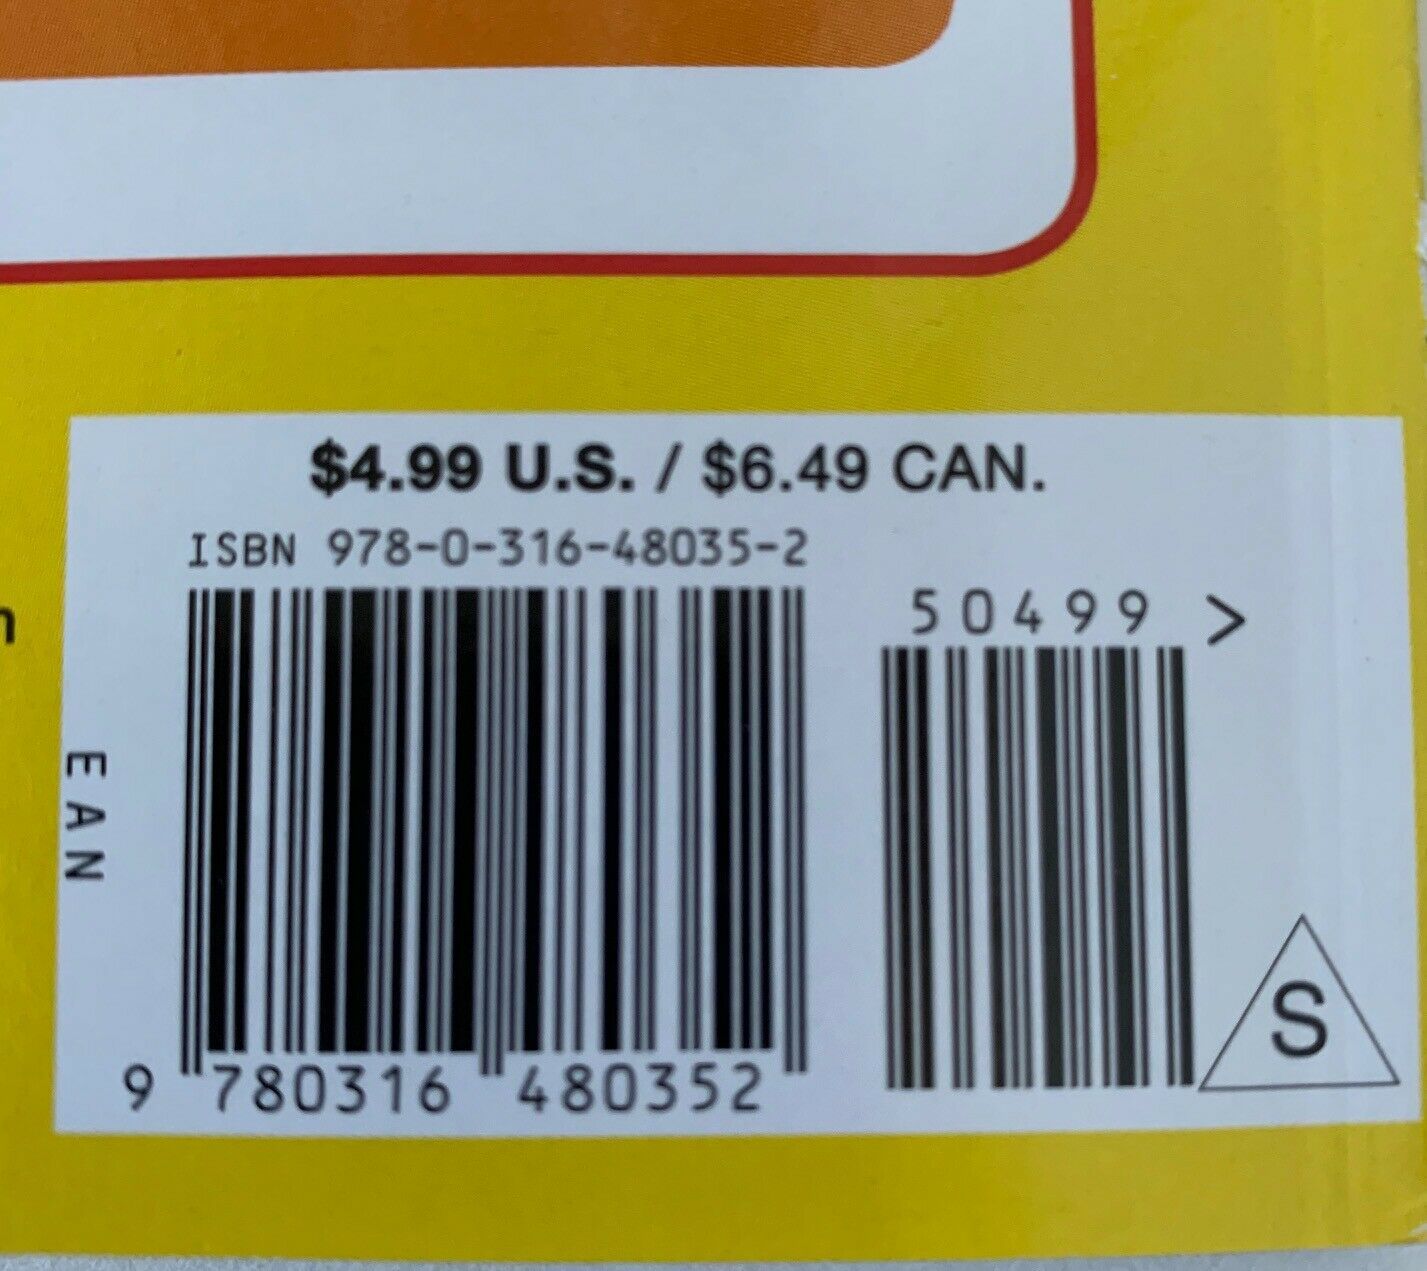 $4.99 U.S. / $6.49 CAN.
ISBN 978-0-316-48035-2
50499 >
EAN
9 780316 480352
S